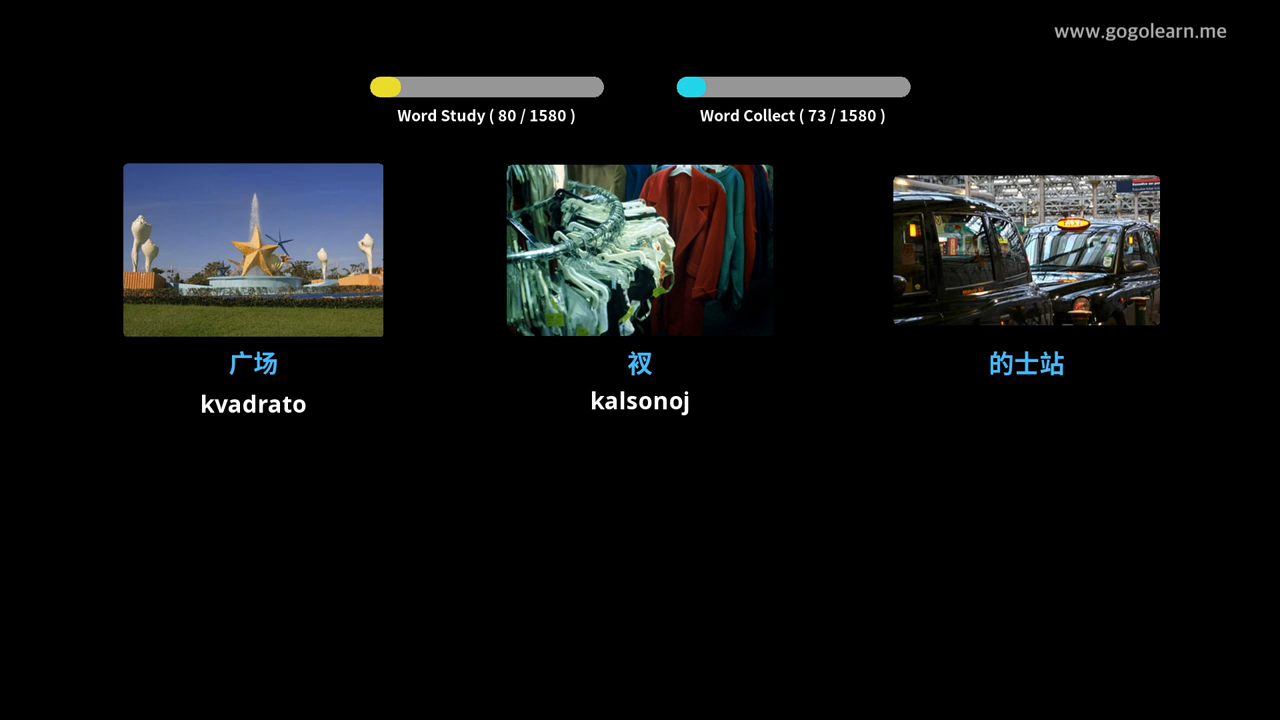 www.gogolearn.me
Word Study ( 80 / 1580 )
Word Collect ( 73 / 1580 )
广场
衩
的士站
kvadrato
kalsonoj